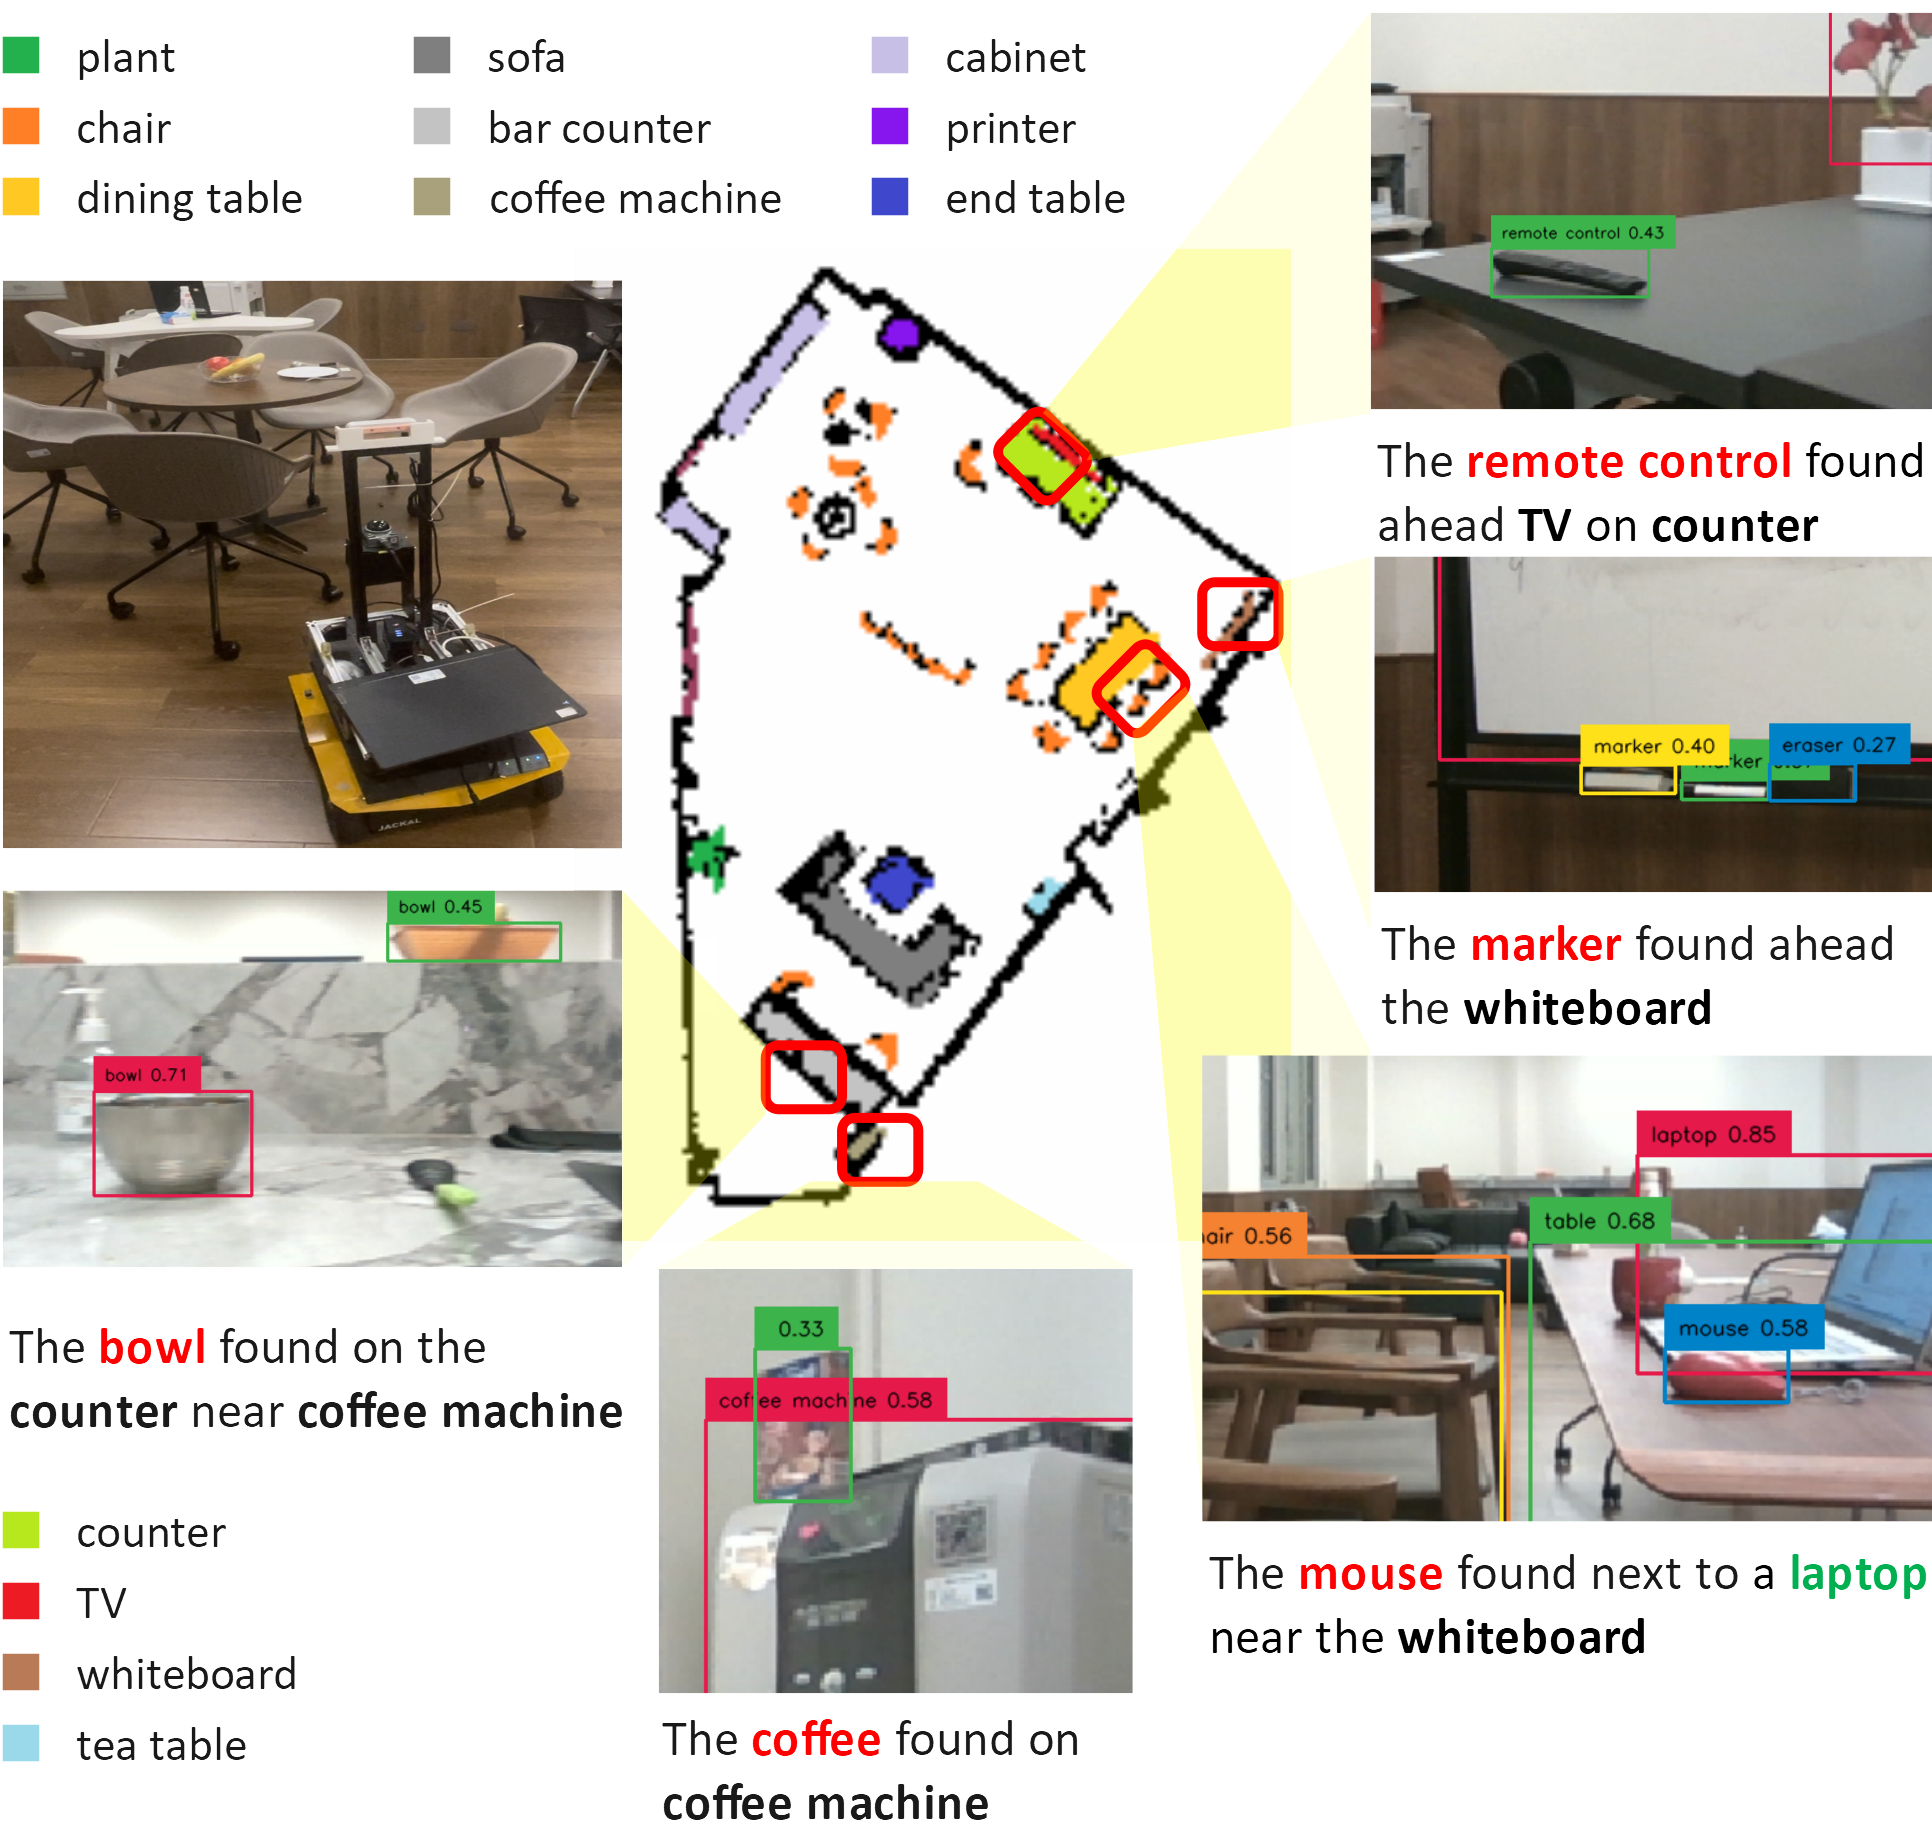 plant
chair
dining table
sofa
bar counter
coffee machine
cabinet
printer
end table
remote control 0.43
The remote control found
ahead TV on counter
JACKAL
marker 0.40
marker
eraser 0.27
The marker found ahead
the whiteboard
bowl 0.45
bowl 0.71
The bowl found on the
counter near coffee machine
laptop 0.85
table 0.68
air 0.56
mouse 0.58
The mouse found next to a laptop
near the whiteboard
0.33
coffee machine 0.58
The coffee found on
coffee machine
counter
TV
whiteboard
tea table